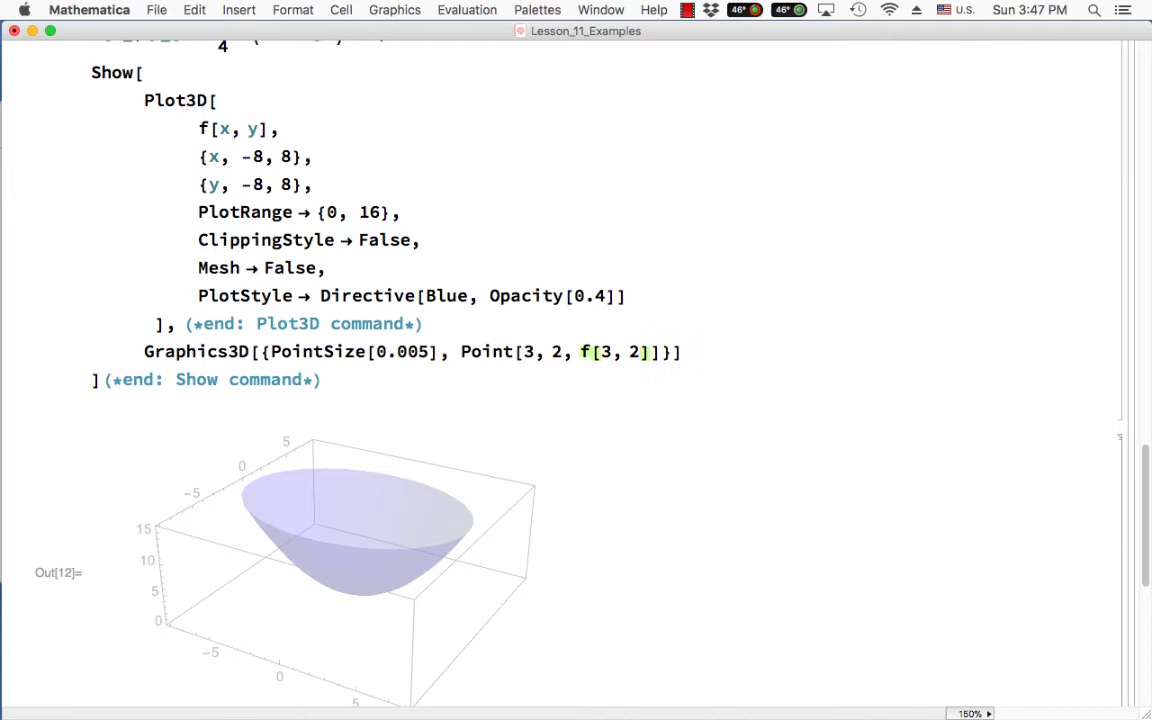 Mathematica File Edit Insert Format Cell Graphics Evaluation Palettes Window Help 46° 46° U.S. Sun 3:47 PM
Lesson_11_Examples
4
Show[
Plot3D[
f[x, y],
{x, -8, 8},
{y, -8, 8},
PlotRange → {0, 16},
ClippingStyle → False,
Mesh → False,
PlotStyle → Directive[Blue, Opacity[0.4]]
], (*end: Plot3D command*)
Graphics3D[{PointSize[0.005], Point[3, 2, f[3, 2]]}]
](*end: Show command*)
5
0
-5
15
10
5
0
-5
0
5
Out[12]=
150%